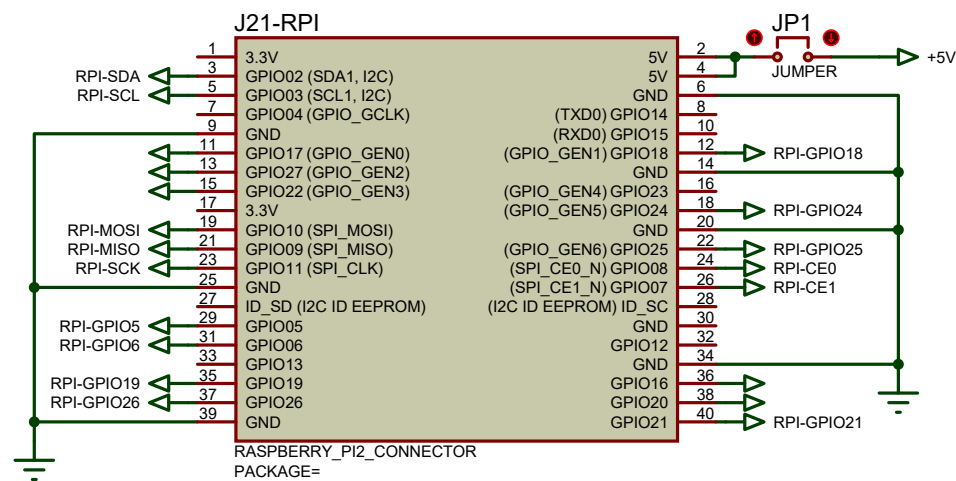 J21-RPI
JP1
JUMPER
+5V
1 3.3V 5V 2
RPI-SDA 3 GPIO02 (SDA1, I2C) 5V 4
RPI-SCL 5 GPIO03 (SCL1, I2C) GND 6
7 GPIO04 (GPIO_GCLK) (TXD0) GPIO14 8
9 GND (RXD0) GPIO15 10
11 GPIO17 (GPIO_GEN0) (GPIO_GEN1) GPIO18 12 RPI-GPIO18
13 GPIO27 (GPIO_GEN2) GND 14
15 GPIO22 (GPIO_GEN3) (GPIO_GEN4) GPIO23 16
17 3.3V (GPIO_GEN5) GPIO24 18 RPI-GPIO24
RPI-MOSI 19 GPIO10 (SPI_MOSI) GND 20
RPI-MISO 21 GPIO09 (SPI_MISO) (GPIO_GEN6) GPIO25 22 RPI-GPIO25
RPI-SCK 23 GPIO11 (SPI_CLK) (SPI_CE0_N) GPIO08 24 RPI-CE0
25 GND (SPI_CE1_N) GPIO07 26 RPI-CE1
27 ID_SD (I2C ID EEPROM) (I2C ID EEPROM) ID_SC 28
RPI-GPIO5 29 GPIO05 GND 30
RPI-GPIO6 31 GPIO06 GPIO12 32
33 GPIO13 GND 34
RPI-GPIO19 35 GPIO19 GPIO16 36
RPI-GPIO26 37 GPIO26 GPIO20 38
39 GND GPIO21 40 RPI-GPIO21
RASPBERRY_PI2_CONNECTOR
PACKAGE=